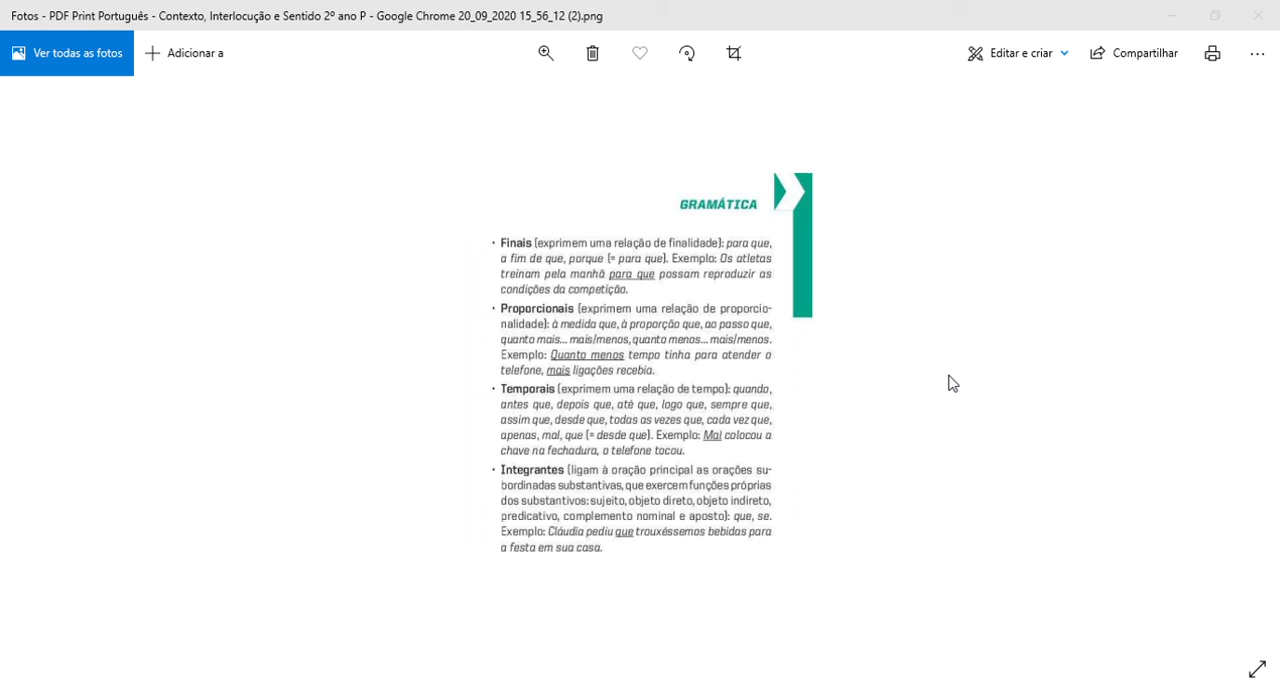 Fotos - PDF Print Português - Contexto, Interlocução e Sentido 2º ano P - Google Chrome 20_09_2020 15_56_12 (2).png
Ver todas as fotos
Adicionar a
Editar e criar
Compartilhar
GRAMÁTICA
• Finais (exprimem uma relação de finalidade): para que,
a fim de que, porque (= para que). Exemplo: Os atletas
treinam pela manhã para que possam reproduzir as
condições da competição.
• Proporcionais (exprimem uma relação de proporcio-
nalidade): à medida que, à proporção que, ao passo que,
quanto mais... mais/menos, quanto menos... mais/menos.
Exemplo: Quanto menos tempo tinha para atender o
telefone, mais ligações recebia.
• Temporais (exprimem uma relação de tempo): quando,
antes que, depois que, até que, logo que, sempre que,
assim que, desde que, todas as vezes que, cada vez que,
apenas, mal, que (= desde que). Exemplo: Mal colocou a
chave na fechadura, o telefone tocou.
• Integrantes (ligam à oração principal as orações su-
bordinadas substantivas, que exercem funções próprias
dos substantivos: sujeito, objeto direto, objeto indireto,
predicativo, complemento nominal e aposto): que, se.
Exemplo: Cláudia pediu que trouxéssemos bebidas para
a festa em sua casa.